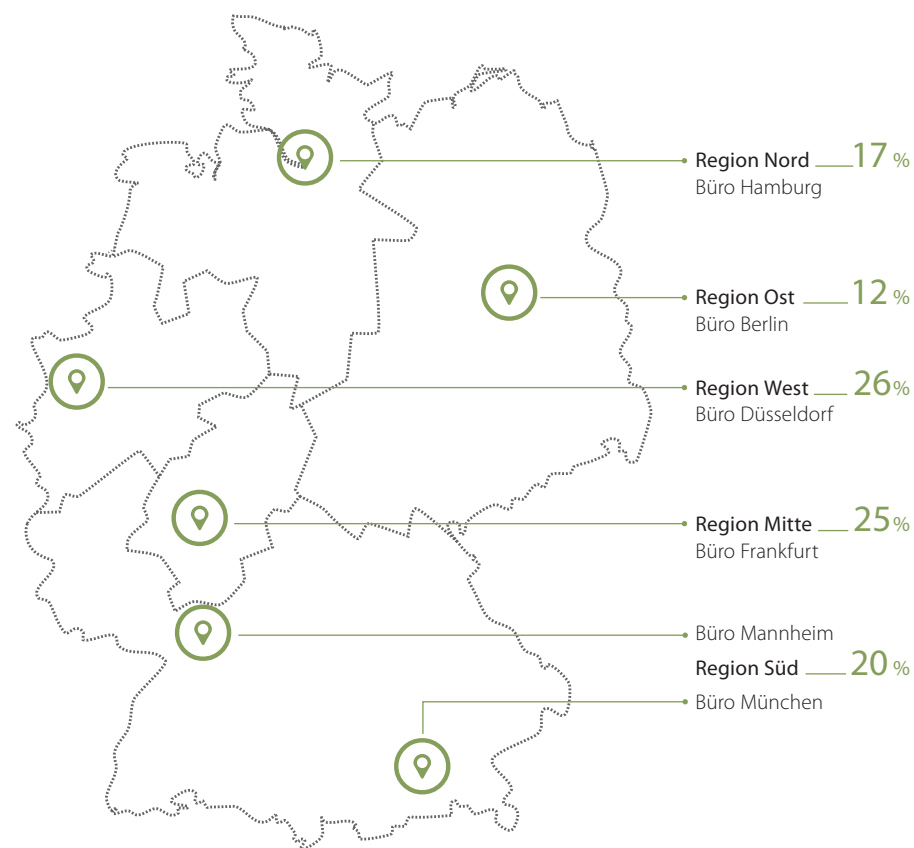 Region Nord 17 %
Büro Hamburg
Region Ost 12 %
Büro Berlin
Region West 26 %
Büro Düsseldorf
Region Mitte 25 %
Büro Frankfurt
Büro Mannheim
Region Süd 20 %
Büro München